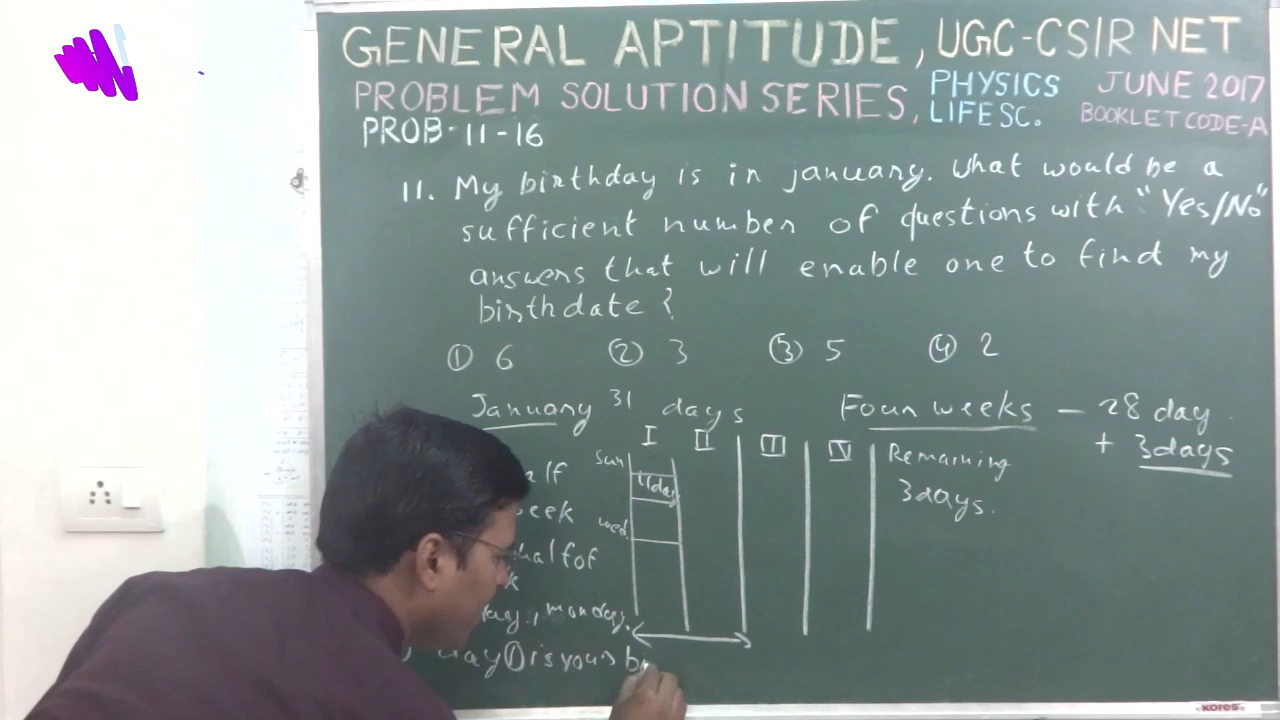 GENERAL APTITUDE, UGC-CSIR NET
PROBLEM SOLUTION SERIES, PHYSICS LIFE SC. JUNE 2017 BOOKLET CODE-A
PROB. 11-16
11. My birthday is in january. What would be a
sufficient number of questions with "Yes/No"
answers that will enable one to find my
birthdate?
① 6 ② 3 ③ 5 ④ 2
January 31 days
Four weeks - 28 day
+ 3days
I II III IV
Remaining
3days.
Sun
wed.
half of
monday.
day ① is your
KORES